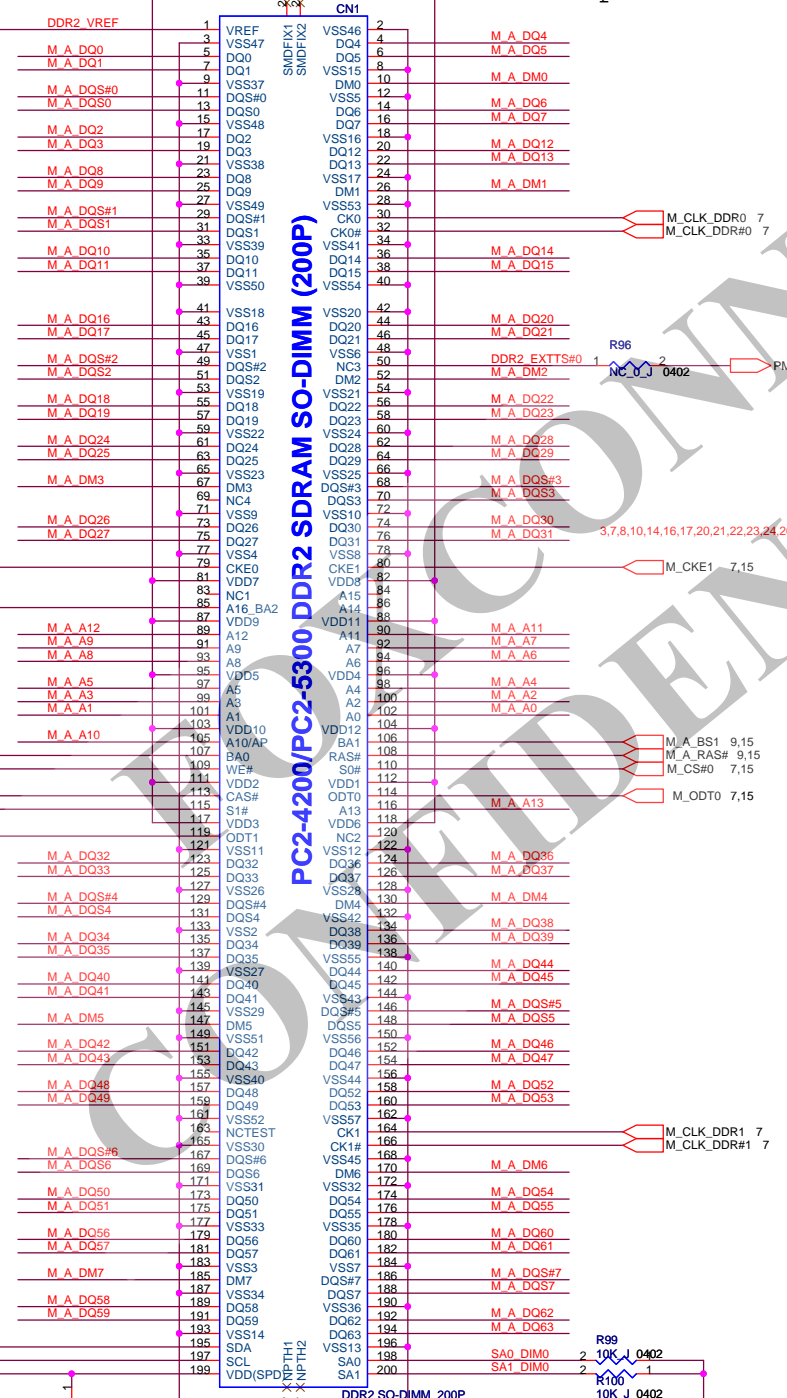 CN1
DDR2_VREF 1 VREF VSS46 2
3 VSS47 DQ4 4 M_A_DQ4
M_A_DQ0 5 DQ0 DQ5 6 M_A_DQ5
M_A_DQ1 7 DQ1 VSS15 8
9 VSS37 DM0 10 M_A_DM0
M_A_DQS#0 11 DQS#0 VSS5 12
M_A_DQS0 13 DQS0 DQ6 14 M_A_DQ6
15 VSS48 DQ7 16 M_A_DQ7
M_A_DQ2 17 DQ2 VSS16 18
M_A_DQ3 19 DQ3 DQ12 20 M_A_DQ12
21 VSS38 DQ13 22 M_A_DQ13
M_A_DQ8 23 DQ8 VSS17 24
M_A_DQ9 25 DQ9 DM1 26 M_A_DM1
27 VSS49 VSS53 28
M_A_DQS#1 29 DQS#1 CK0 30 M_CLK_DDR0 7
M_A_DQS1 31 DQS1 CK0# 32 M_CLK_DDR#0 7
33 VSS39 VSS41 34
M_A_DQ10 35 DQ10 DQ14 36 M_A_DQ14
M_A_DQ11 37 DQ11 DQ15 38 M_A_DQ15
39 VSS50 VSS54 40
41 VSS18 VSS20 42
M_A_DQ16 43 DQ16 DQ20 44 M_A_DQ20
M_A_DQ17 45 DQ17 DQ21 46 M_A_DQ21
47 VSS1 VSS6 48
M_A_DQS#2 49 DQS#2 NC3 50 DDR2_EXTTS#0 1 R96 2 NC_0_J 0402 PM
M_A_DQS2 51 DQS2 DM2 52 M_A_DM2
53 VSS19 VSS21 54
M_A_DQ18 55 DQ18 DQ22 56 M_A_DQ22
M_A_DQ19 57 DQ19 DQ23 58 M_A_DQ23
59 VSS22 VSS24 60
M_A_DQ24 61 DQ24 DQ28 62 M_A_DQ28
M_A_DQ25 63 DQ25 DQ29 64 M_A_DQ29
65 VSS23 VSS25 66
M_A_DM3 67 DM3 DQS#3 68 M_A_DQS#3
69 NC4 DQS3 70 M_A_DQS3
71 VSS9 VSS10 72
M_A_DQ26 73 DQ26 DQ30 74 M_A_DQ30
M_A_DQ27 75 DQ27 DQ31 76 M_A_DQ31 3,7,8,10,14,16,17,20,21,22,23,24,26
77 VSS4 VSS8 78
79 CKE0 CKE1 80 M_CKE1 7,15
81 VDD7 VDD8 82
83 NC1 A15 84
85 A16_BA2 A14 86
87 VDD9 VDD11 88
M_A_A12 89 A12 A11 90 M_A_A11
M_A_A9 91 A9 A7 92 M_A_A7
M_A_A8 93 A8 A6 94 M_A_A6
95 VDD5 VDD4 96
M_A_A5 97 A5 A4 98 M_A_A4
M_A_A3 99 A3 A2 100 M_A_A2
M_A_A1 101 A1 A0 102 M_A_A0
103 VDD10 VDD12 104
M_A_A10 105 A10/AP BA1 106 M_A_BS1 9,15
107 BA0 RAS# 108 M_A_RAS# 9,15
109 WE# S0# 110 M_CS#0 7,15
111 VDD2 VDD1 112
113 CAS# ODT0 114 M_ODT0 7,15
115 S1# A13 116 M_A_A13
117 VDD3 VDD6 118
119 ODT1 NC2 120
121 VSS11 VSS12 122
M_A_DQ32 123 DQ32 DQ36 124 M_A_DQ36
M_A_DQ33 125 DQ33 DQ37 126 M_A_DQ37
127 VSS26 VSS28 128
M_A_DQS#4 129 DQS#4 DM4 130 M_A_DM4
M_A_DQS4 131 DQS4 VSS42 132
133 VSS2 DQ38 134 M_A_DQ38
M_A_DQ34 135 DQ34 DQ39 136 M_A_DQ39
M_A_DQ35 137 DQ35 VSS55 138
139 VSS27 DQ44 140 M_A_DQ44
M_A_DQ40 141 DQ40 DQ45 142 M_A_DQ45
M_A_DQ41 143 DQ41 VSS43 144
145 VSS29 DQS#5 146 M_A_DQS#5
M_A_DM5 147 DM5 DQS5 148 M_A_DQS5
149 VSS51 VSS56 150
M_A_DQ42 151 DQ42 DQ46 152 M_A_DQ46
M_A_DQ43 153 DQ43 DQ47 154 M_A_DQ47
155 VSS40 VSS44 156
M_A_DQ48 157 DQ48 DQ52 158 M_A_DQ52
M_A_DQ49 159 DQ49 DQ53 160 M_A_DQ53
161 VSS52 VSS57 162
163 NCTEST CK1 164 M_CLK_DDR1 7
165 VSS30 CK1# 166 M_CLK_DDR#1 7
M_A_DQS#6 167 DQS#6 VSS45 168
M_A_DQS6 169 DQS6 DM6 170 M_A_DM6
171 VSS31 VSS32 172
M_A_DQ50 173 DQ50 DQ54 174 M_A_DQ54
M_A_DQ51 175 DQ51 DQ55 176 M_A_DQ55
177 VSS33 VSS35 178
M_A_DQ56 179 DQ56 DQ60 180 M_A_DQ60
M_A_DQ57 181 DQ57 DQ61 182 M_A_DQ61
183 VSS3 VSS7 184
M_A_DM7 185 DM7 DQS#7 186 M_A_DQS#7
187 VSS34 DQS7 188 M_A_DQS7
M_A_DQ58 189 DQ58 VSS36 190
M_A_DQ59 191 DQ59 DQ62 192 M_A_DQ62
193 VSS14 DQ63 194 M_A_DQ63
195 SDA VSS13 196
197 SCL SA0 198 SA0_DIM0 2 R99 10K_J 0402
199 VDD(SPD) SA1 200 SA1_DIM0 2 1 R100 10K_J 0402
SMDFIX1
SMDFIX2
PC2-4200/PC2-5300 DDR2 SDRAM SO-DIMM (200P)
NPTH1
NPTH2
1
DDR2 SO-DIMM_200P
FOXCONN
CONFIDEN